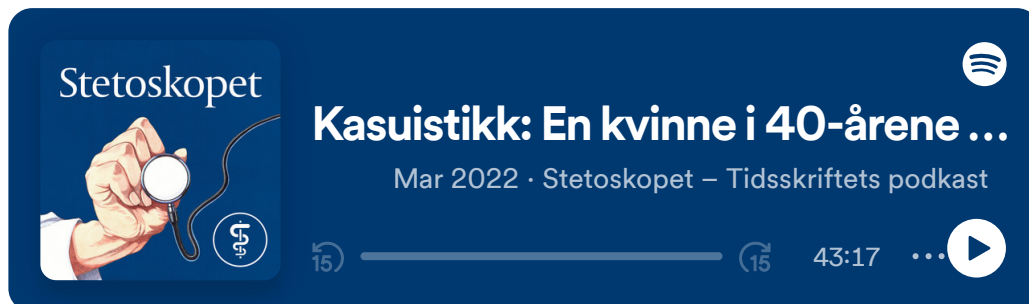 Stetoskopet
Kasuistikk: En kvinne i 40-årene ...
Mar 2022 · Stetoskopet – Tidsskriftets podkast
15
15
43:17